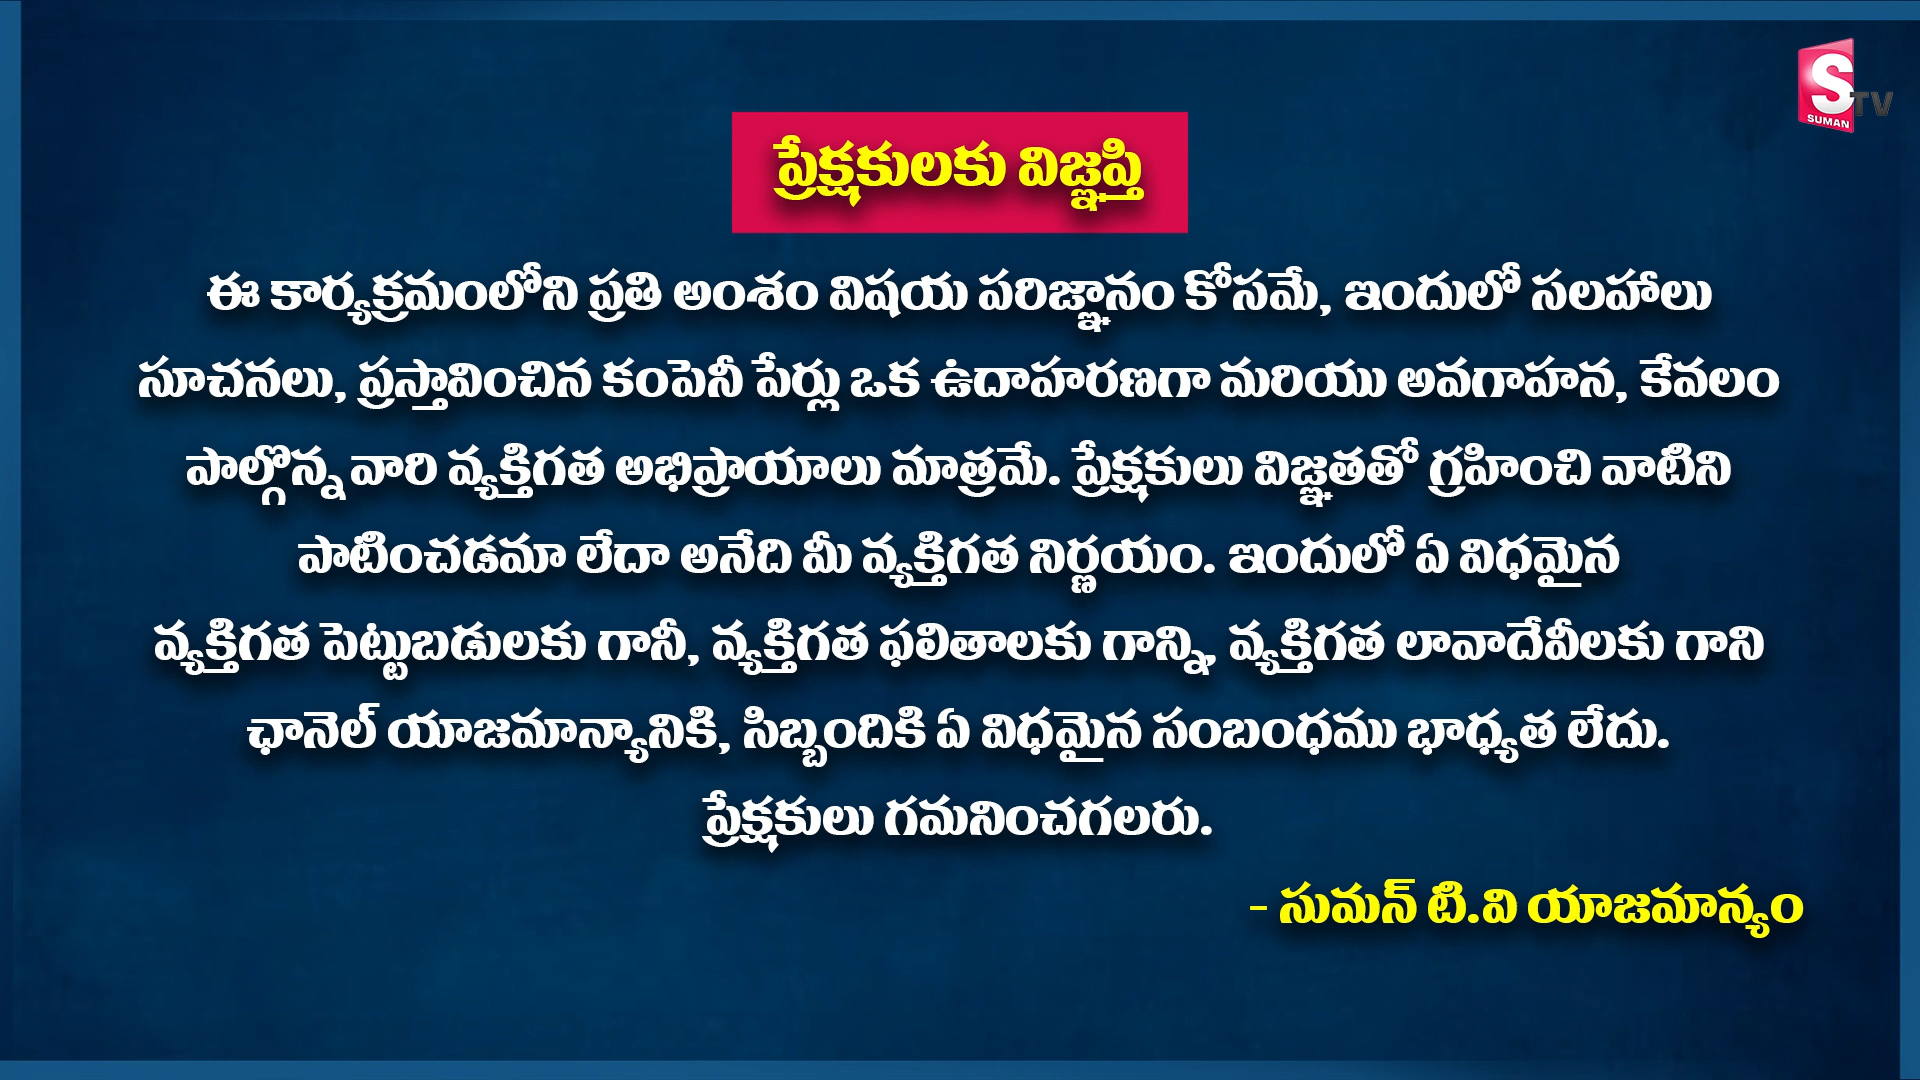 S TV
SUMAN
ప్రేక్షకులకు విజ్ఞప్తి
ఈ కార్యక్రమంలోని ప్రతి అంశం విషయ పరిజ్ఞానం కోసమే, ఇందులో సలహాలు
సూచనలు, ప్రస్తావించిన కంపెనీ పేర్లు ఒక ఉదాహరణగా మరియు అవగాహన, కేవలం
పాల్గొన్న వారి వ్యక్తిగత అభిప్రాయాలు మాత్రమే. ప్రేక్షకులు విజ్ఞతతో గ్రహించి వాటిని
పాటించడమా లేదా అనేది మీ వ్యక్తిగత నిర్ణయం. ఇందులో ఏ విధమైన
వ్యక్తిగత పెట్టుబడులకు గానీ, వ్యక్తిగత ఫలితాలకు గాన్ని, వ్యక్తిగత లావాదేవీలకు గాని
ఛానెల్ యాజమాన్యానికి, సిబ్బందికి ఏ విధమైన సంబంధము భాధ్యత లేదు.
ప్రేక్షకులు గమనించగలరు.
- సుమన్ టి.వి యాజమాన్యం